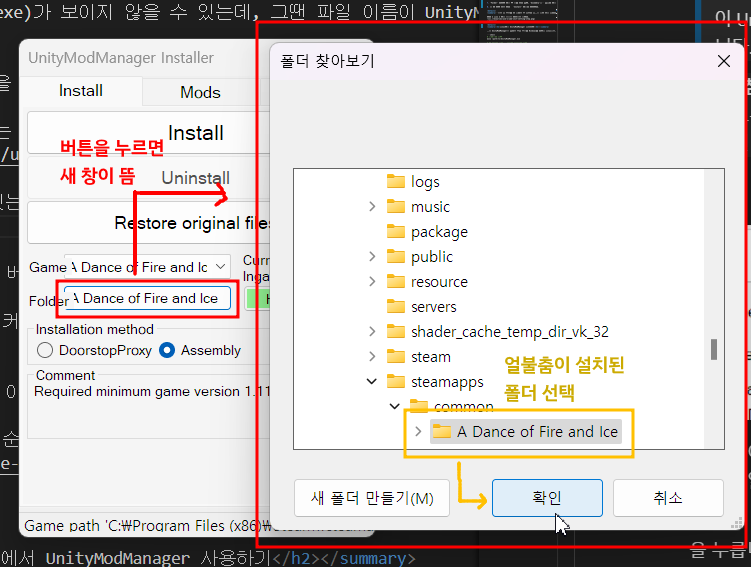 exe)가 보이지 않을 수 있는데, 그땐 파일 이름이 UnityM
UnityModManager Installer
Install
Mods
Install
버튼을 누르면
새 창이 뜸
Uninstall
Restore original files
Game
A Dance of Fire and Ic
Curr
Inga
Folder
A Dance of Fire and Ice
Installation method
DoorstopProxy
Assembly
Comment
Required minimum game version 1.11
Game path 'C:₩Program Files (x86)
에서 UnityModManager 사용하기</h2></summary>
폴더 찾아보기
logs
music
package
public
resource
servers
shader_cache_temp_dir_vk_32
steam
steamapps
얼불춤이 설치된
폴더 선택
common
A Dance of Fire and Ice
새 폴더 만들기(M)
확인
취소
을 누릅